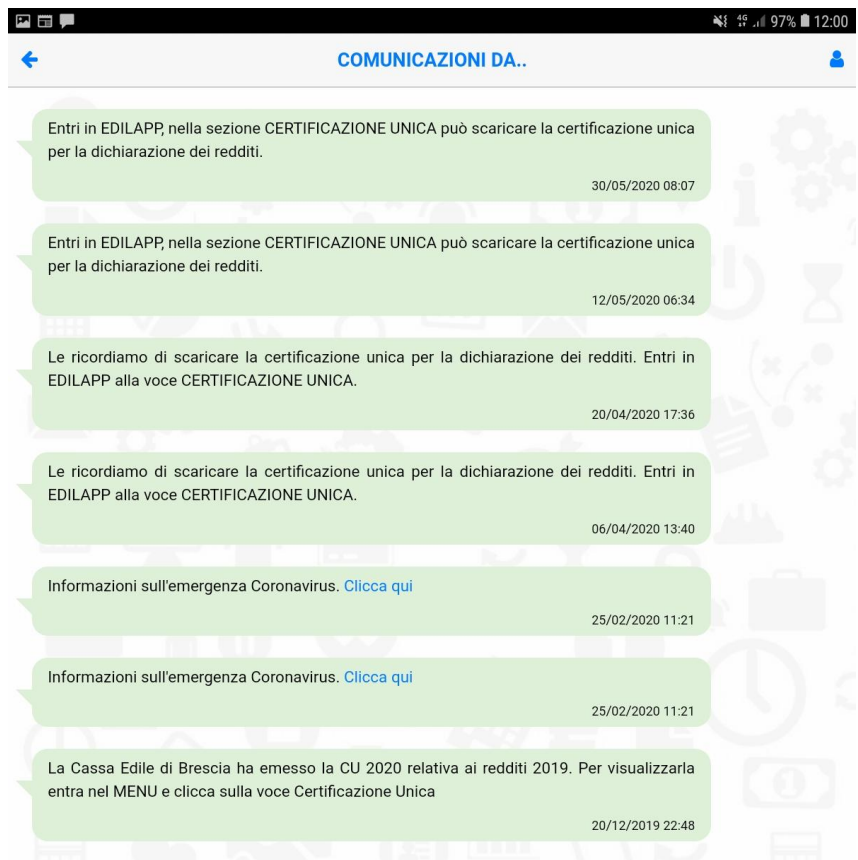 4G 97% 12:00
COMUNICAZIONI DA..
Entri in EDILAPP, nella sezione CERTIFICAZIONE UNICA può scaricare la certificazione unica
per la dichiarazione dei redditi.
30/05/2020 08:07
Entri in EDILAPP, nella sezione CERTIFICAZIONE UNICA può scaricare la certificazione unica
per la dichiarazione dei redditi.
12/05/2020 06:34
Le ricordiamo di scaricare la certificazione unica per la dichiarazione dei redditi. Entri in
EDILAPP alla voce CERTIFICAZIONE UNICA.
20/04/2020 17:36
Le ricordiamo di scaricare la certificazione unica per la dichiarazione dei redditi. Entri in
EDILAPP alla voce CERTIFICAZIONE UNICA.
06/04/2020 13:40
Informazioni sull'emergenza Coronavirus. Clicca qui
25/02/2020 11:21
Informazioni sull'emergenza Coronavirus. Clicca qui
25/02/2020 11:21
La Cassa Edile di Brescia ha emesso la CU 2020 relativa ai redditi 2019. Per visualizzarla
entra nel MENU e clicca sulla voce Certificazione Unica
20/12/2019 22:48